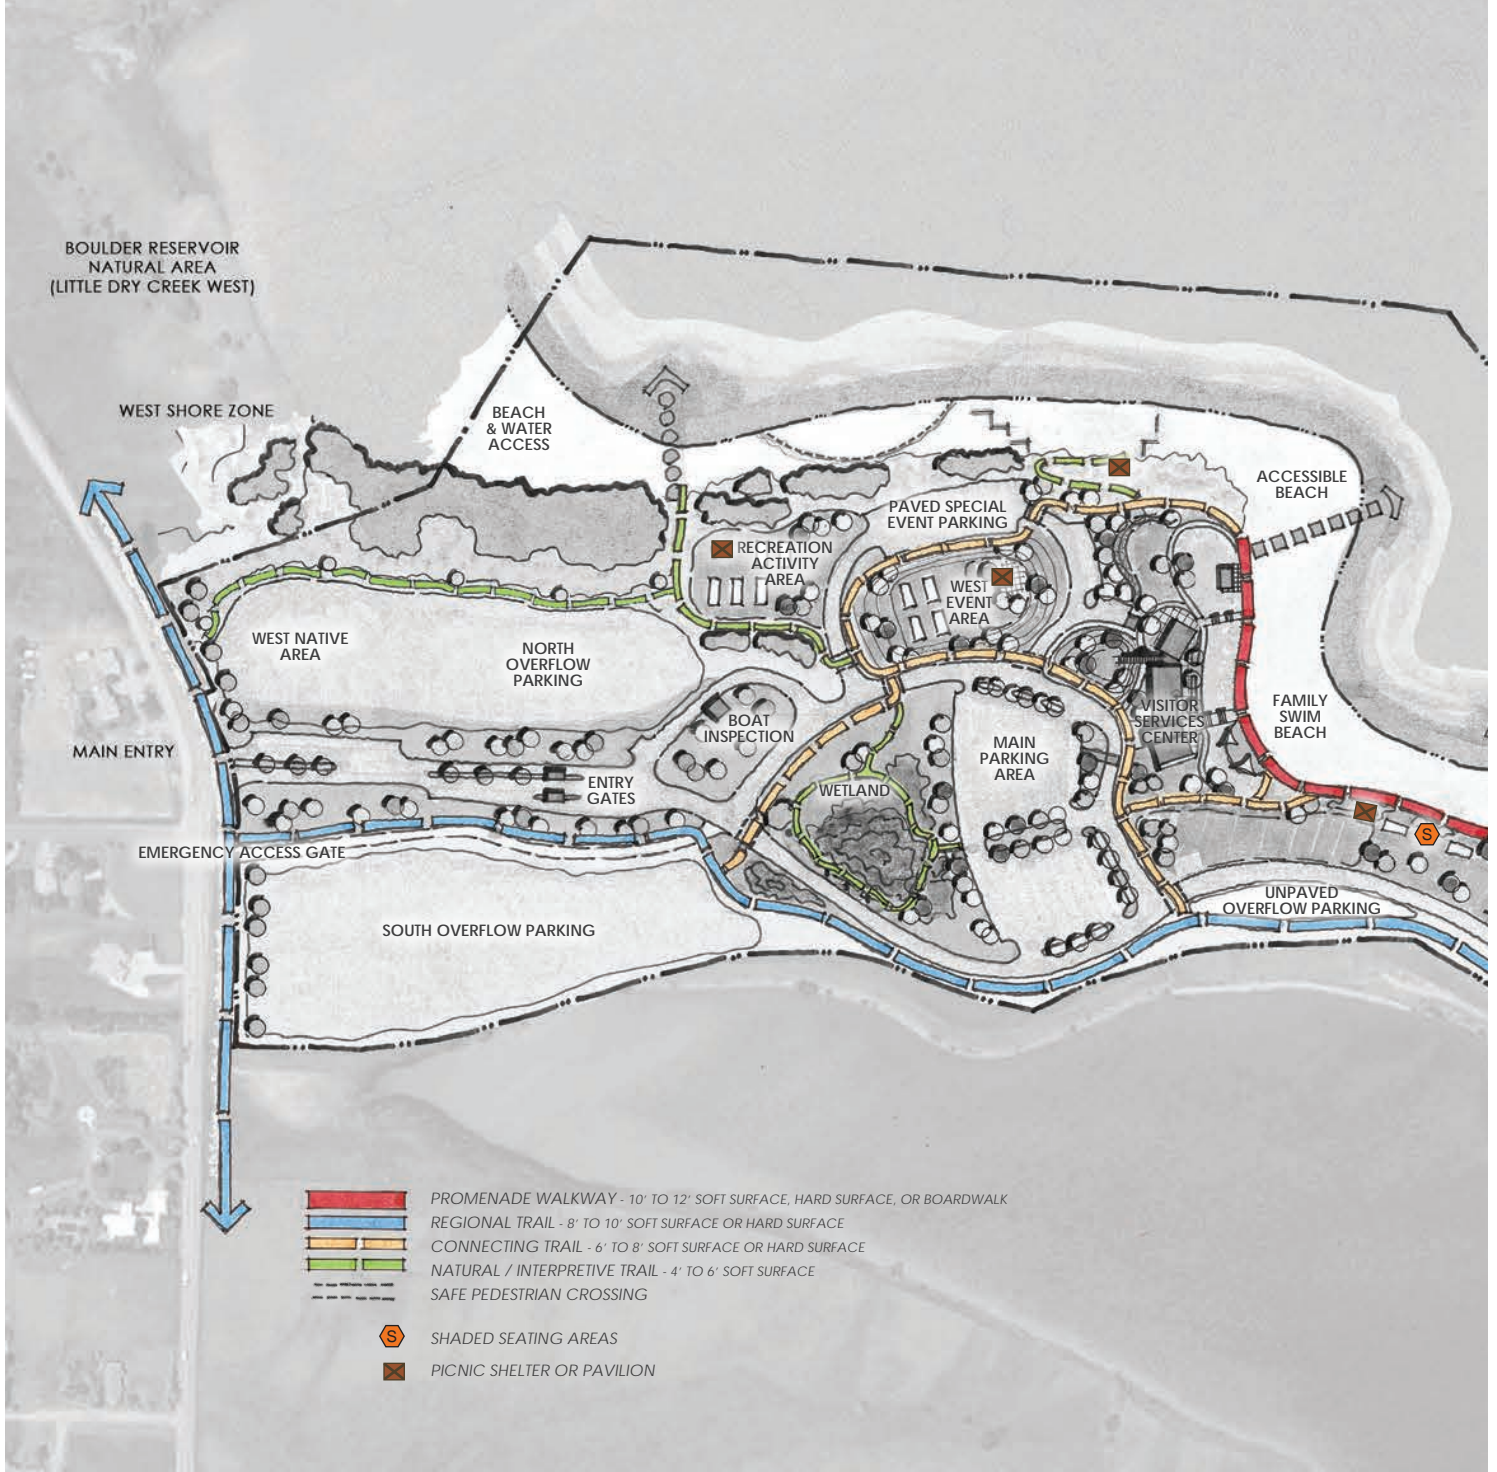 BOULDER RESERVOIR
NATURAL AREA
(LITTLE DRY CREEK WEST)
WEST SHORE ZONE
BEACH
& WATER
ACCESS
ACCESSIBLE
BEACH
PAVED SPECIAL
EVENT PARKING
RECREATION
ACTIVITY
AREA
WEST
EVENT
AREA
WEST NATIVE
AREA
NORTH
OVERFLOW
PARKING
MAIN ENTRY
BOAT
INSPECTION
VISITOR
SERVICES
CENTER
FAMILY
SWIM
BEACH
MAIN
PARKING
AREA
ENTRY
GATES
WETLAND
EMERGENCY ACCESS GATE
S
UNPAVED
OVERFLOW PARKING
SOUTH OVERFLOW PARKING
PROMENADE WALKWAY - 10' TO 12' SOFT SURFACE, HARD SURFACE, OR BOARDWALK
REGIONAL TRAIL - 8' TO 10' SOFT SURFACE OR HARD SURFACE
CONNECTING TRAIL - 6' TO 8' SOFT SURFACE OR HARD SURFACE
NATURAL / INTERPRETIVE TRAIL - 4' TO 6' SOFT SURFACE
SAFE PEDESTRIAN CROSSING
S SHADED SEATING AREAS
PICNIC SHELTER OR PAVILION